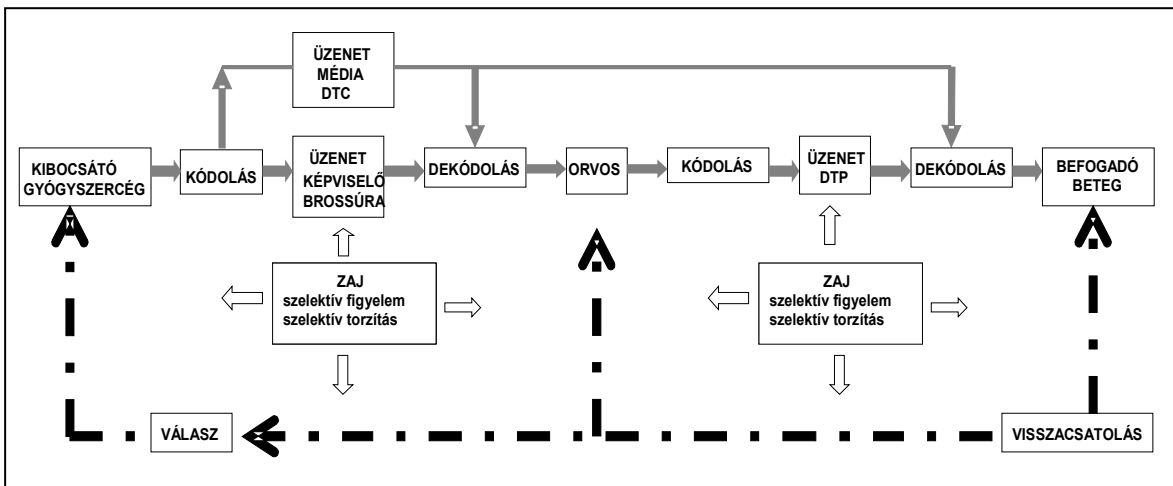 ÜZENET
MÉDIA
DTC
KIBOCSÁTÓ
GYÓGYSZERCÉG
KÓDOLÁS
ÜZENET
KÉPVISELŐ
BROSSÚRA
DEKÓDOLÁS
ORVOS
KÓDOLÁS
ÜZENET
DTP
DEKÓDOLÁS
BEFOGADÓ
BETEG
ZAJ
szelektív figyelem
szelektív torzítás
ZAJ
szelektív figyelem
szelektív torzítás
VÁLASZ
VISSZACSATOLÁS